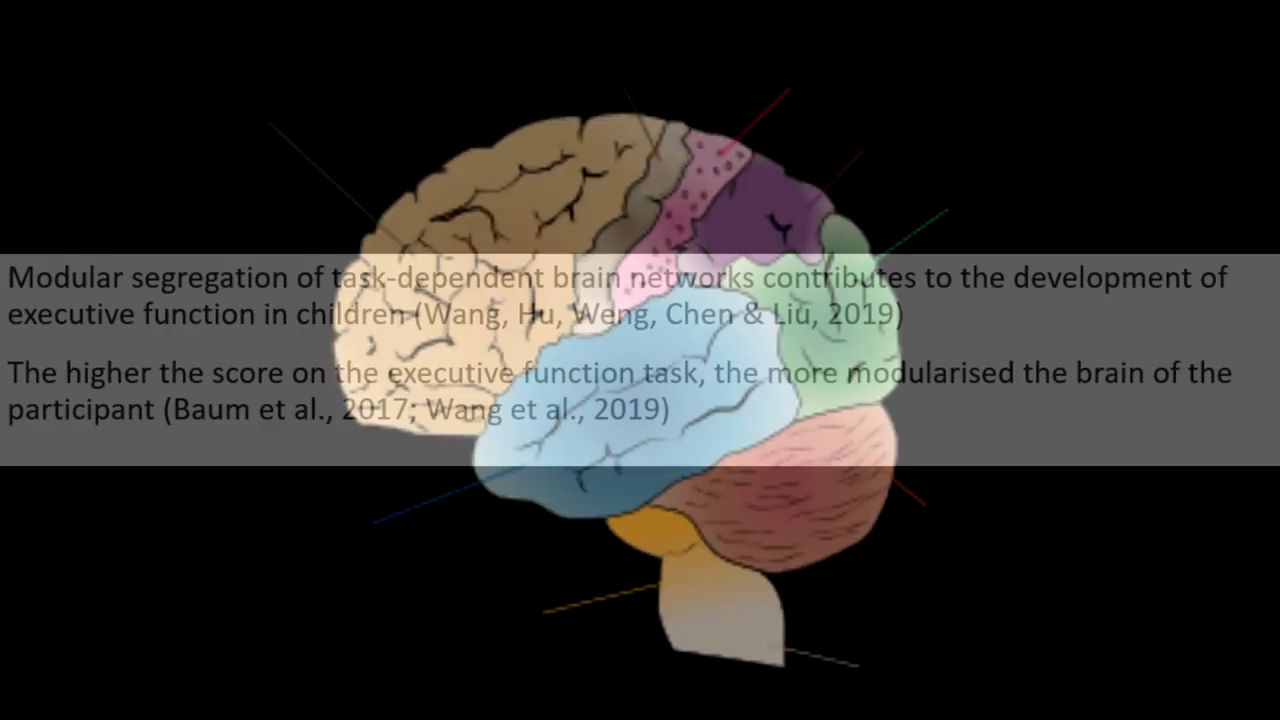 Modular segregation of task-dependent brain networks contributes to the development of
executive function in children (Wang, Hu, Weng, Chen & Liu, 2019)
The higher the score on the executive function task, the more modularised the brain of the
participant (Baum et al., 2017; Wang et al., 2019)